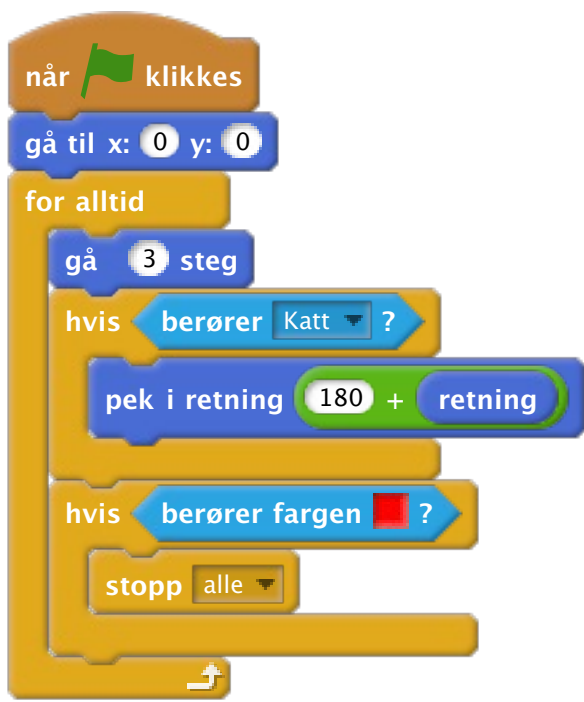 når klikkes
gå til x: 0 y: 0
for alltid
gå 3 steg
hvis berører Katt ?
pek i retning 180 + retning
hvis berører fargen ?
stopp alle